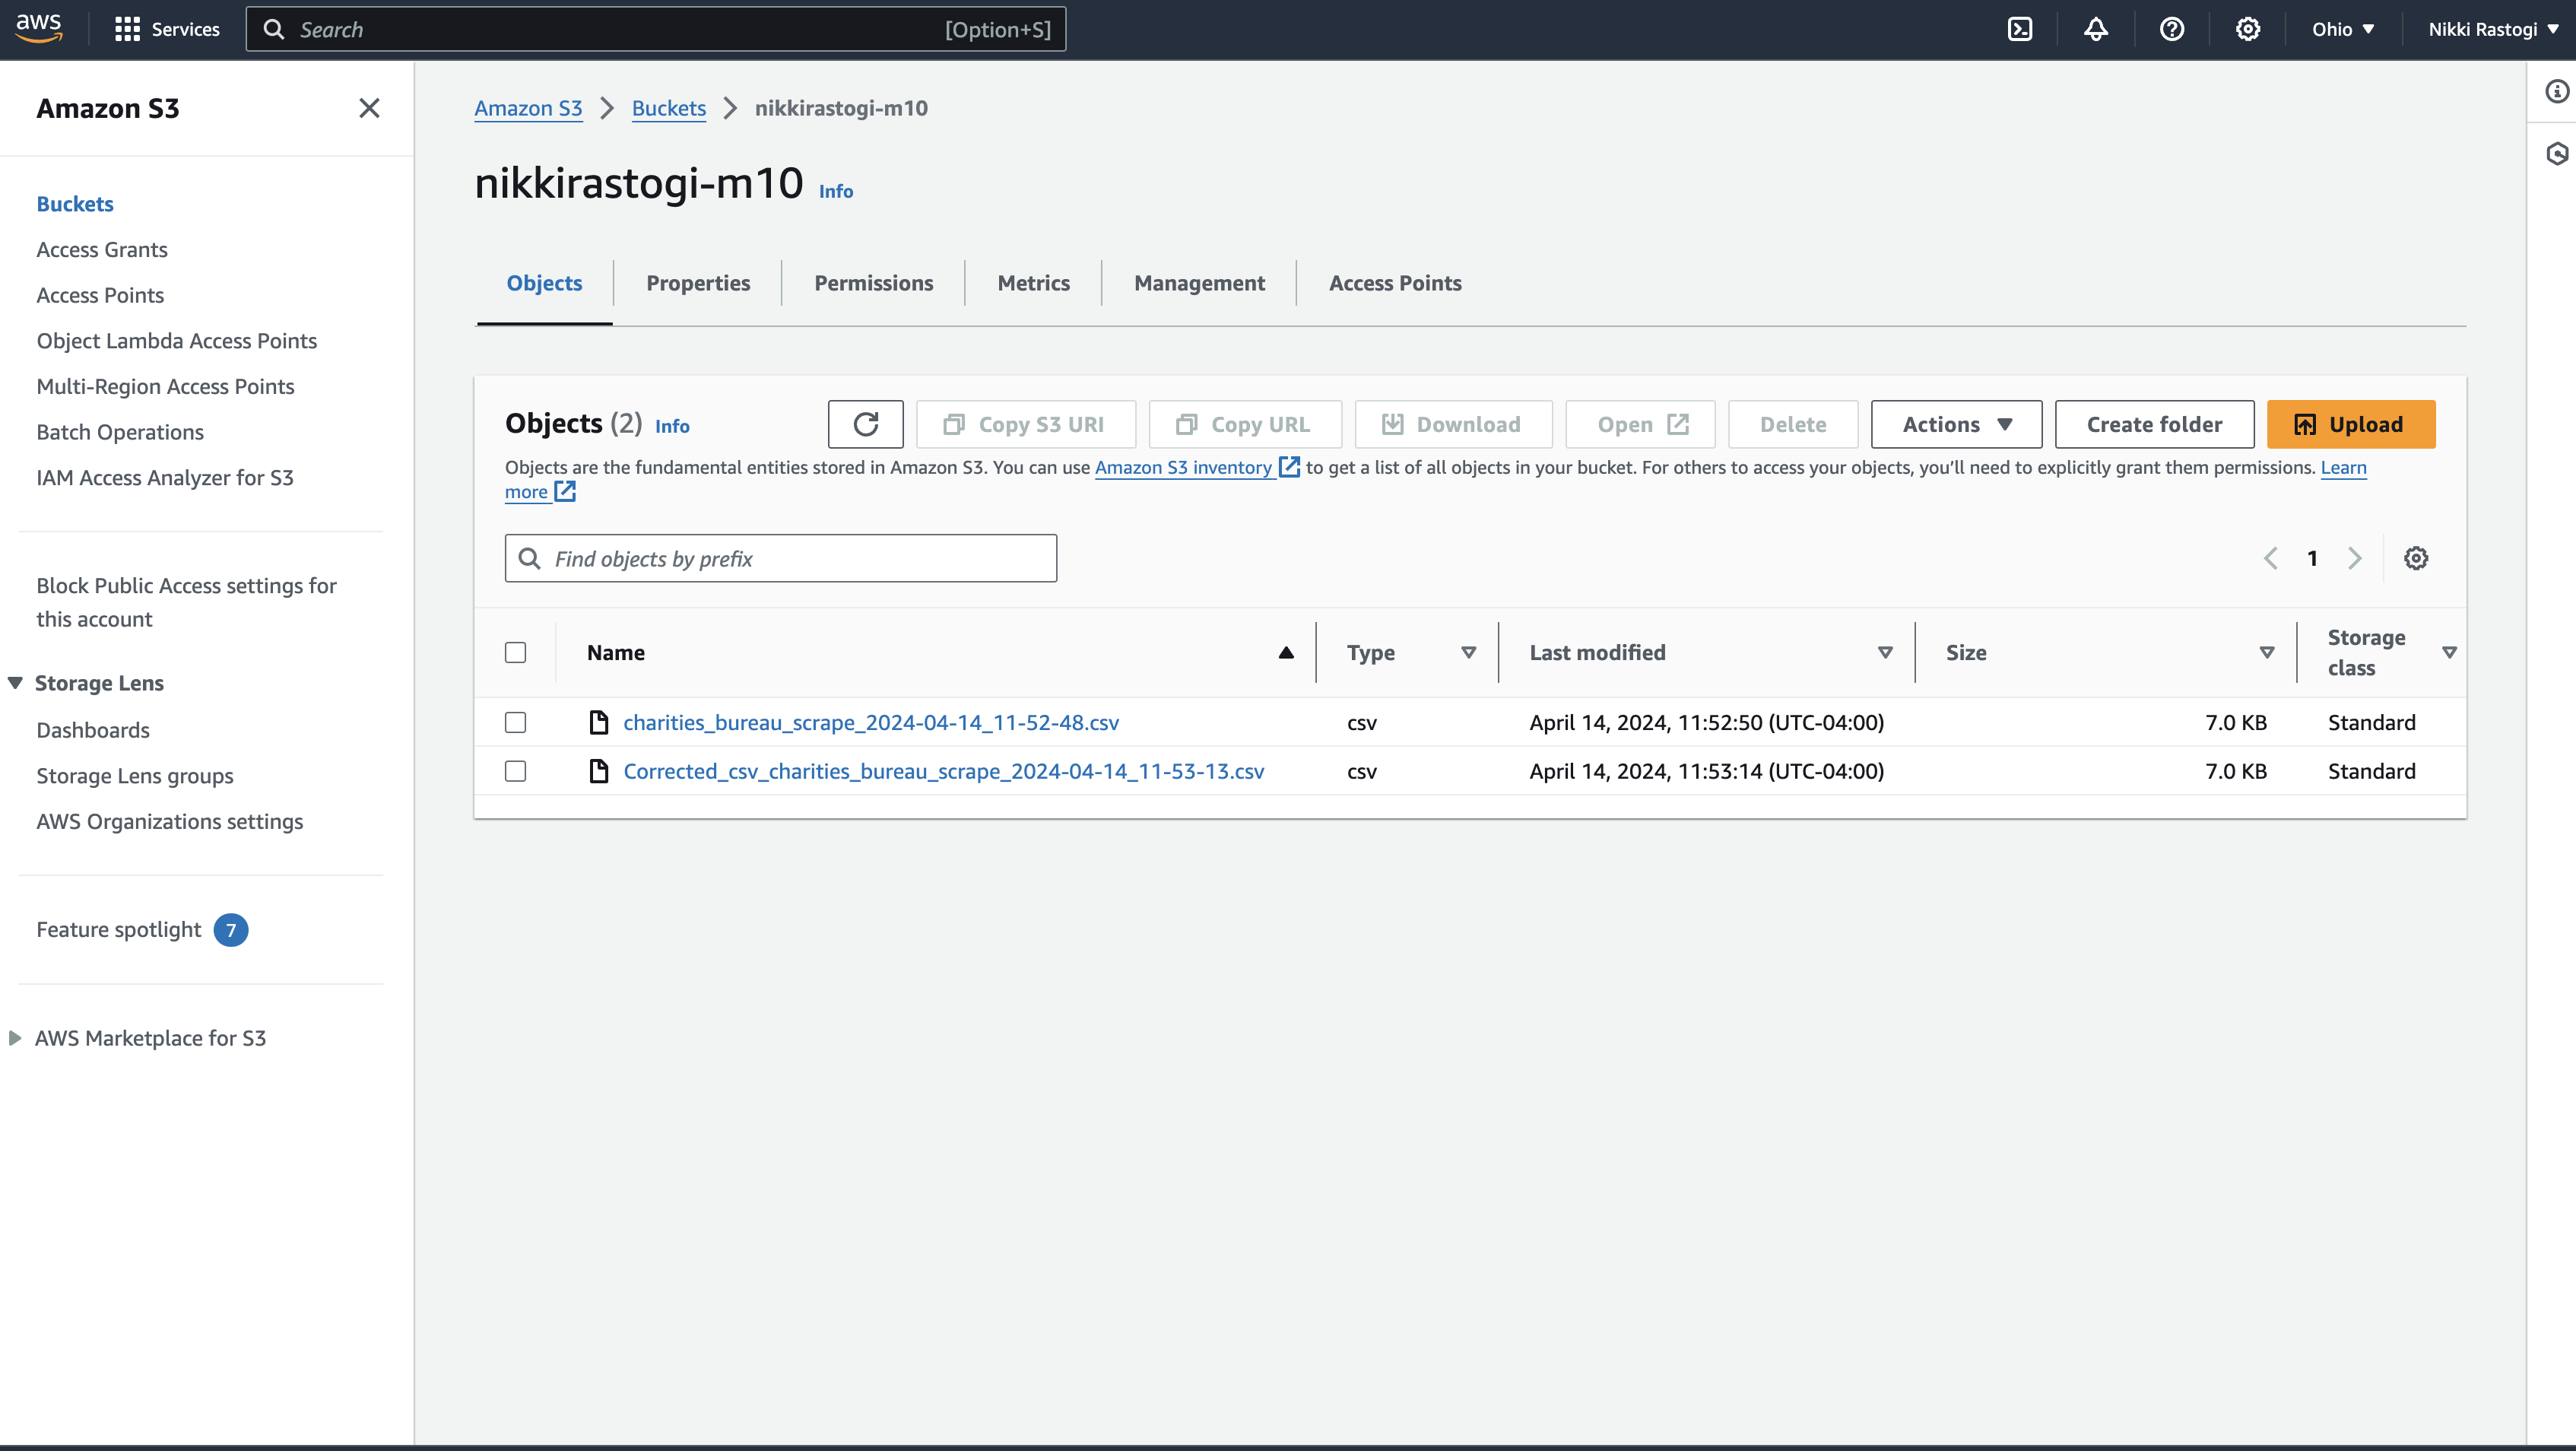 aws
Services
Search
[Option+S]
Ohio
Nikki Rastogi
Amazon S3
Buckets
Access Grants
Access Points
Object Lambda Access Points
Multi-Region Access Points
Batch Operations
IAM Access Analyzer for S3
Block Public Access settings for
this account
Storage Lens
Dashboards
Storage Lens groups
AWS Organizations settings
Feature spotlight 7
AWS Marketplace for S3
Amazon S3 Buckets nikkirastogi-m10
nikkirastogi-m10 Info
Objects Properties Permissions Metrics Management Access Points
Objects (2) Info Copy S3 URI Copy URL Download Open Delete Actions Create folder Upload
Objects are the fundamental entities stored in Amazon S3. You can use Amazon S3 inventory to get a list of all objects in your bucket. For others to access your objects, you’ll need to explicitly grant them permissions. Learn
more
Find objects by prefix
1
Name Type Last modified Size Storage
class
charities_bureau_scrape_2024-04-14_11-52-48.csv csv April 14, 2024, 11:52:50 (UTC-04:00) 7.0 KB Standard
Corrected_csv_charities_bureau_scrape_2024-04-14_11-53-13.csv csv April 14, 2024, 11:53:14 (UTC-04:00) 7.0 KB Standard